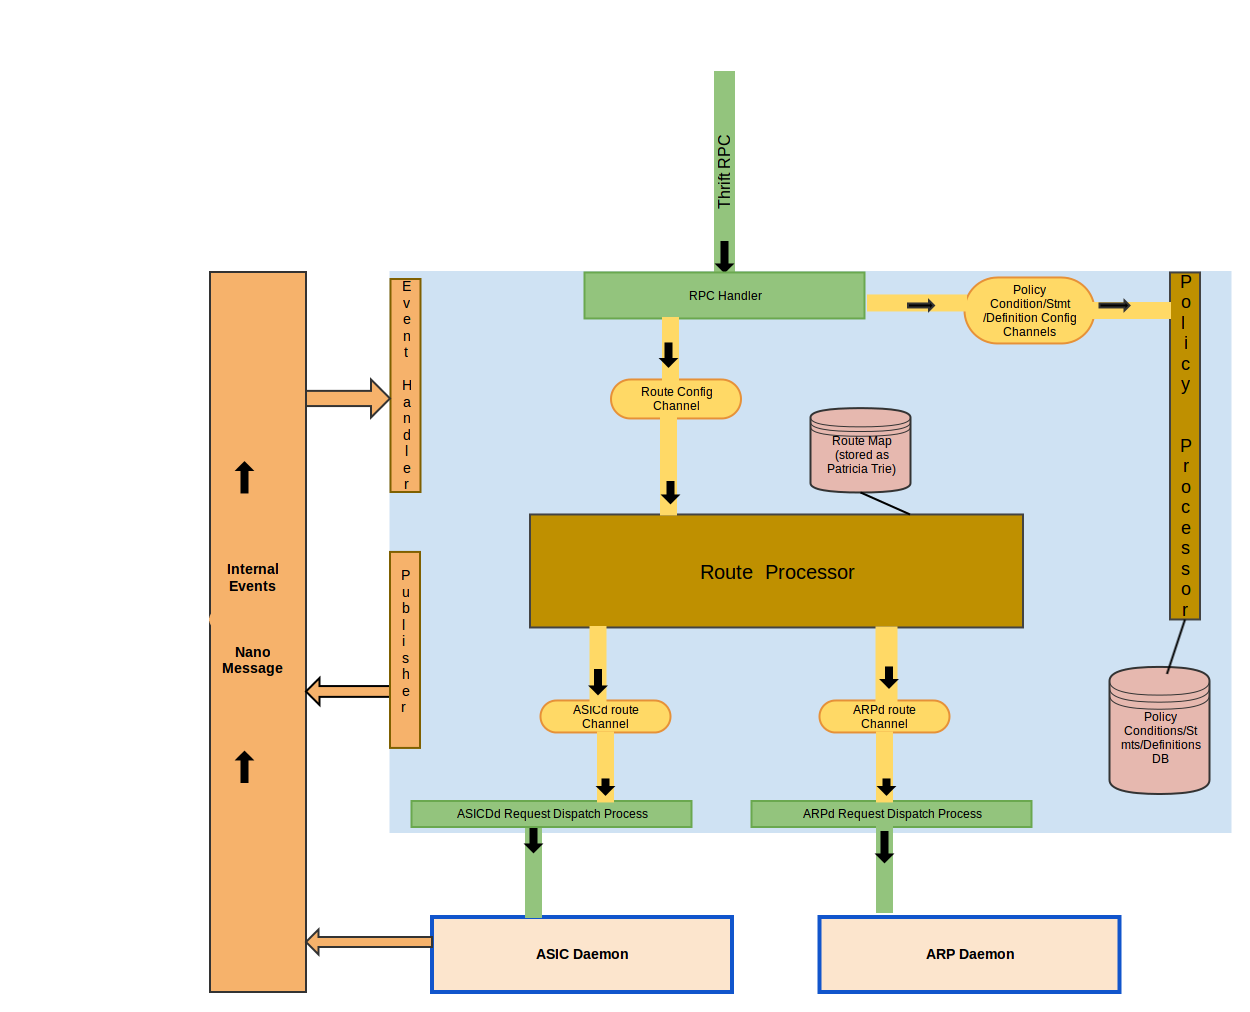 Thrift RPC
RPC Handler
Policy
Condition/Stmt
/Definition Config
Channels
Event Handler
Policy Processor
Route Config
Channel
Route Map
(stored as
Patricia Trie)
Route Processor
Internal
Events
Nano
Message
Publisher
ASICd route
Channel
ARPd route
Channel
Policy
Conditions/St
mts/Definitions
DB
ASICDd Request Dispatch Process
ARPd Request Dispatch Process
ASIC Daemon
ARP Daemon